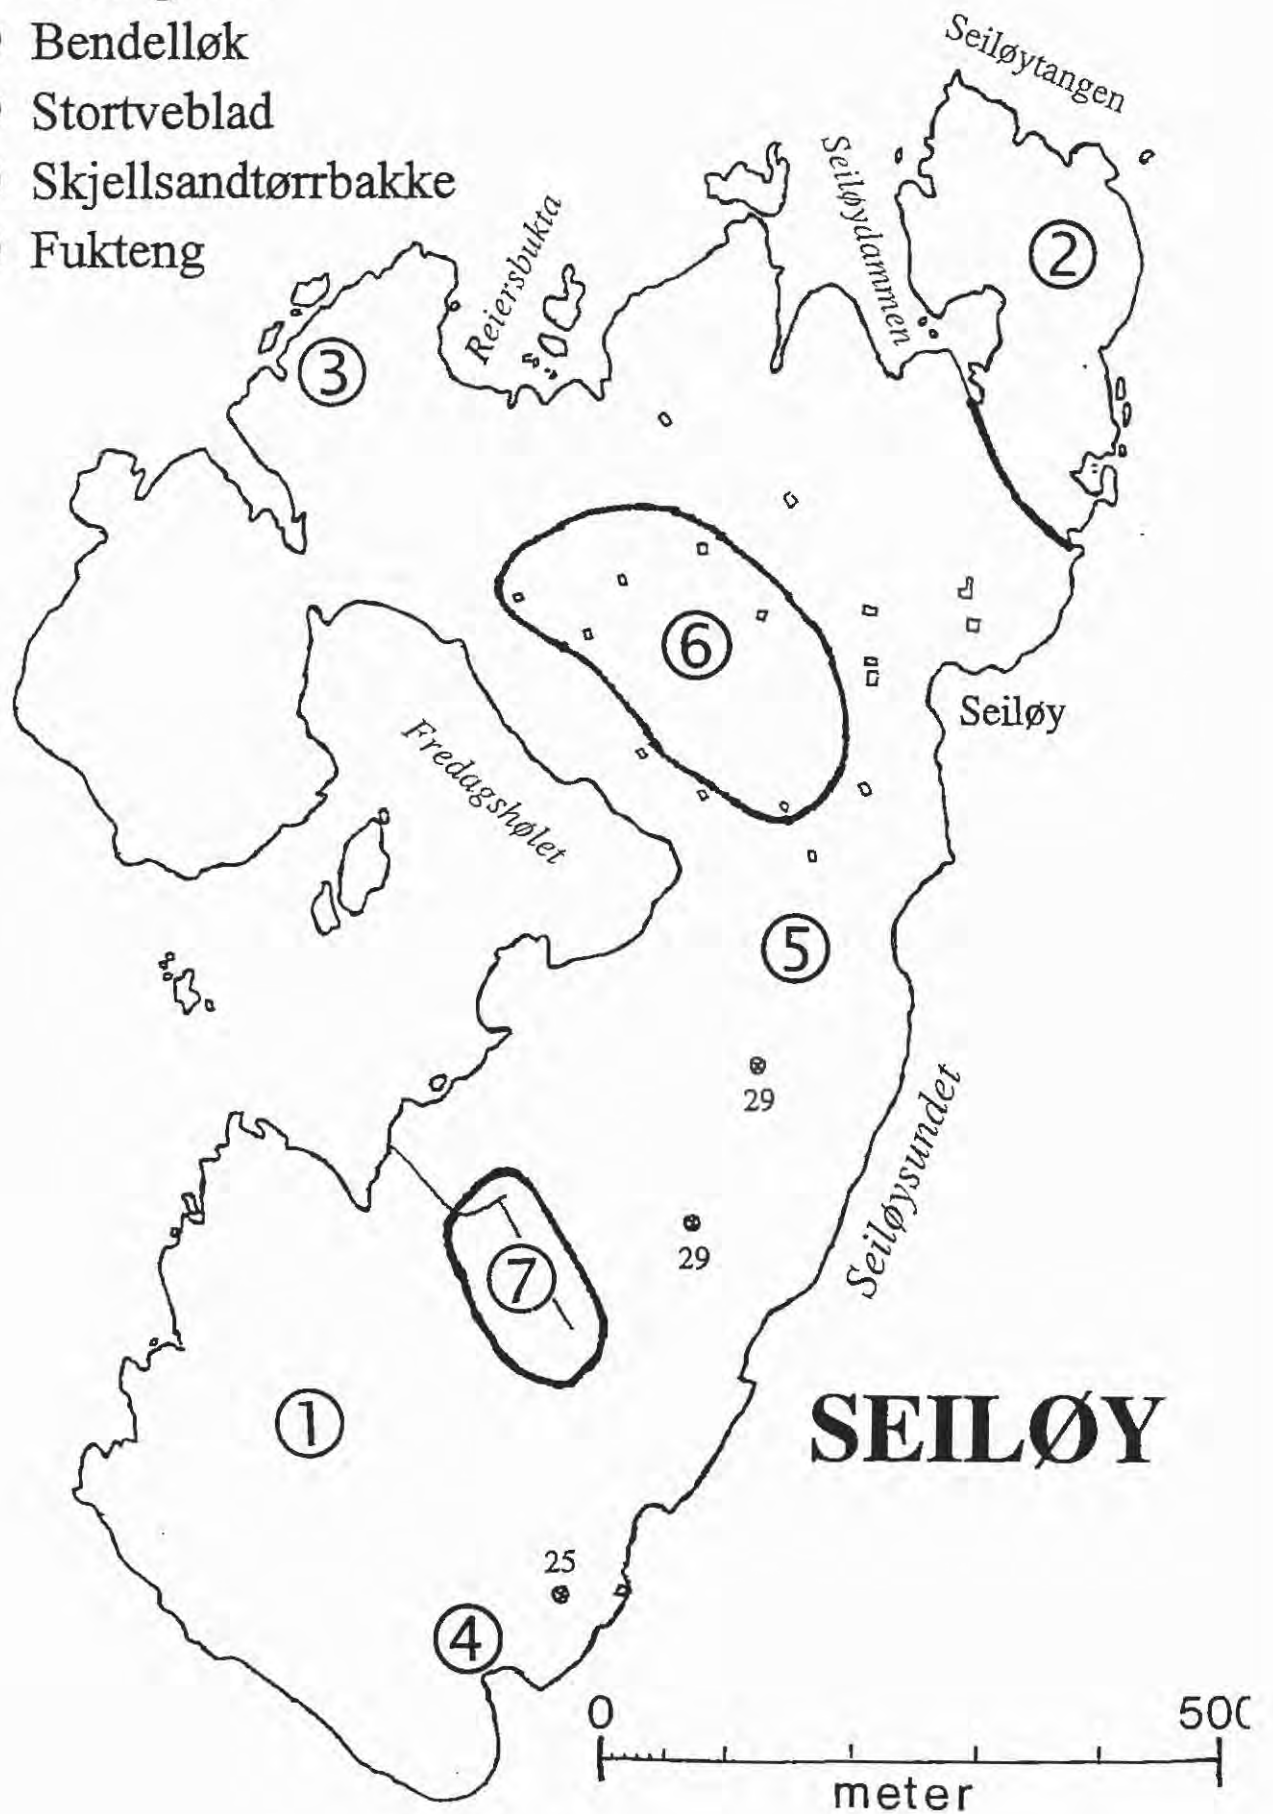 Bendelløk
Stortveblad
Skjellsandtørrbakke
Fukteng
Seiløytangen
Seiløydammen
Reiersbukta
2
3
6
Seiløy
Fredagshølet
5
29
Seiløysundet
29
7
1
SEILØY
25
4
0 500
meter